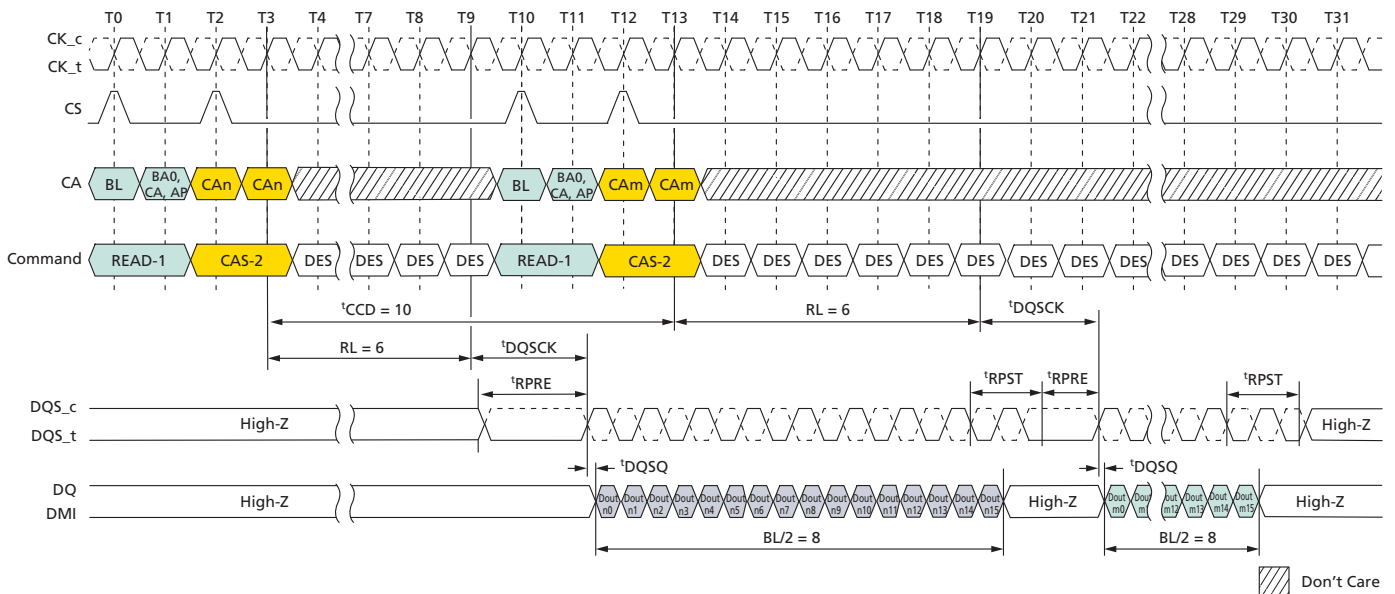 T0 T1 T2 T3 T4 T7 T8 T9 T10 T11 T12 T13 T14 T15 T16 T17 T18 T19 T20 T21 T22 T28 T29 T30 T31
CK_c
CK_t
CS
CA BL BA0, CA, AP CAn CAn BL BA0, CA, AP CAm CAm
Command READ-1 CAS-2 DES DES DES DES READ-1 CAS-2 DES DES DES DES DES DES DES DES DES DES DES DES DES
tCCD = 10 RL = 6 tDQSCK
RL = 6 tDQSCK
tRPRE tRPST tRPRE tRPST
DQS_c
DQS_t High-Z High-Z
tDQSQ tDQSQ
DQ
DMI High-Z Dout n0 Dout n1 Dout n2 Dout n3 Dout n4 Dout n5 Dout n6 Dout n7 Dout n8 Dout n9 Dout n10 Dout n11 Dout n12 Dout n13 Dout n14 Dout n15 High-Z Dout m0 m12 Dout m13 Dout m14 Dout m15 High-Z
BL/2 = 8 BL/2 = 8
Don't Care